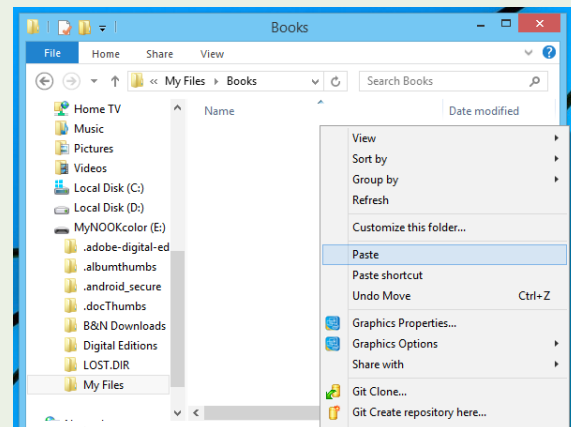 Books
File Home Share View
« My Files Books Search Books
Name Date modified
Home TV
Music
Pictures
Videos
Local Disk (C:)
Local Disk (D:)
MyNOOKcolor (E:)
.adobe-digital-ed
.albumthumbs
.android_secure
.docThumbs
B&N Downloads
Digital Editions
LOST.DIR
My Files
View
Sort by
Group by
Refresh
Customize this folder...
Paste
Paste shortcut
Undo Move Ctrl+Z
Graphics Properties...
Graphics Options
Share with
Git Clone...
Git Create repository here...